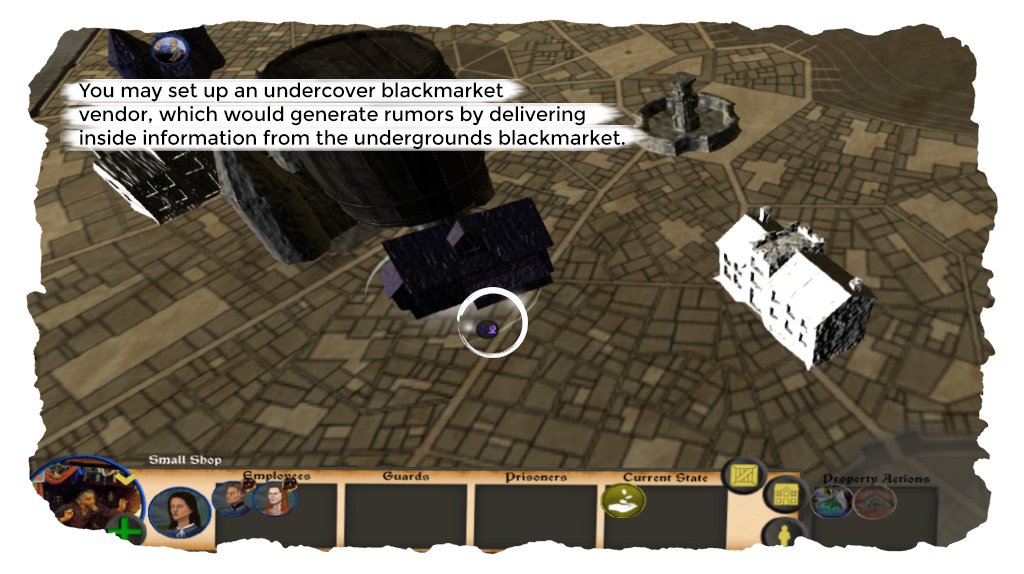 You may set up an undercover blackmarket
vendor, which would generate rumors by delivering
inside information from the undergrounds blackmarket.
Small Shop
Employees
Guards
Prisoners
Current State
Property Actions